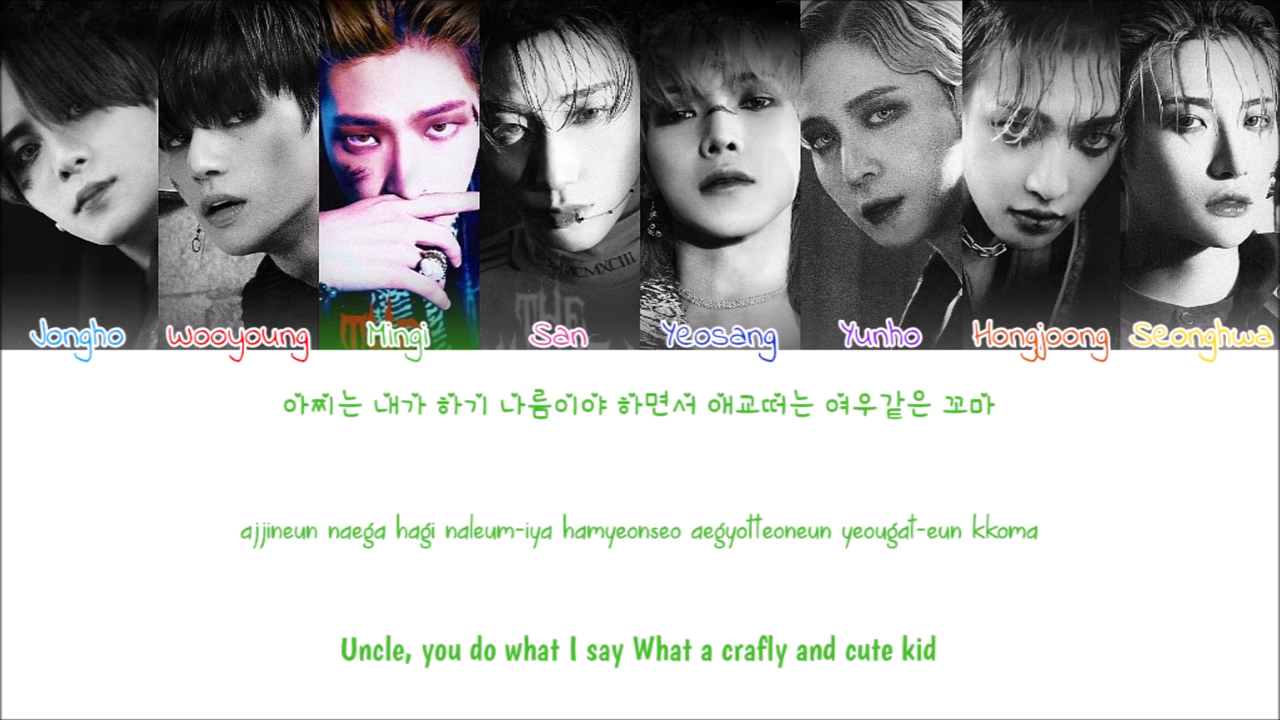 CMXCIII
THE
Jongho Wooyoung Mingi San Yeosang Yunho Hongjoong Seonghwa
아찌는 내가 하기 나름이야 하면서 애교떠는 여우같은 꼬마
ajjineun naega hagi naleum-iya hamyeonseo aegyotteoneun yeougat-eun kkoma
Uncle, you do what I say What a crafly and cute kid